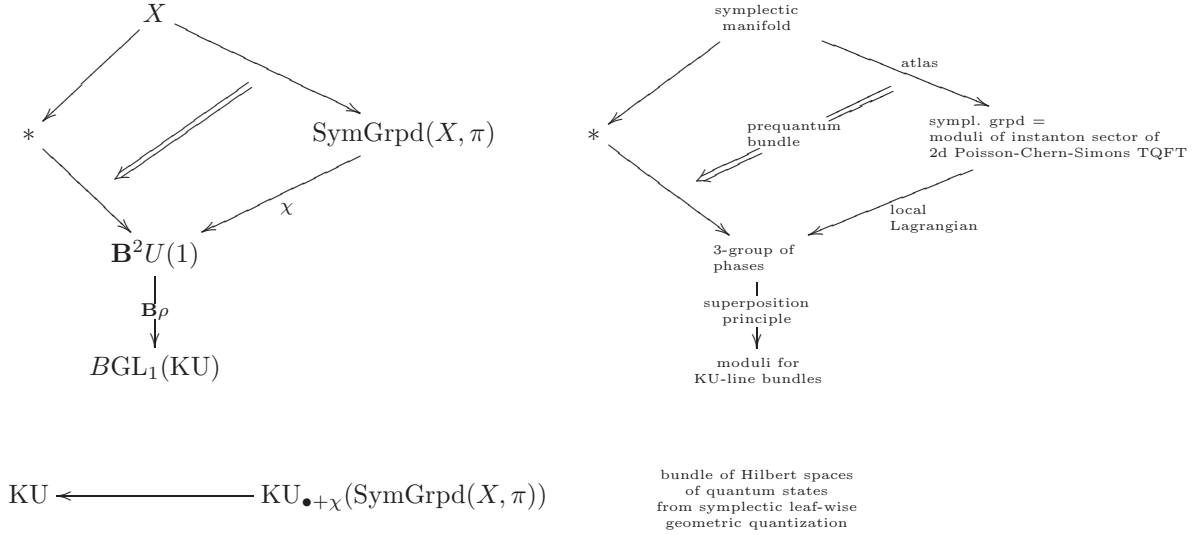 X
*
SymGrpd(X, π)
χ
B²U(1)
Bρ
BGL₁(KU)
symplectic
manifold
atlas
*
prequantum
bundle
sympl. grpd =
moduli of instanton sector of
2d Poisson-Chern-Simons TQFT
local
Lagrangian
3-group of
phases
superposition
principle
moduli for
KU-line bundles
KU
KU•+χ(SymGrpd(X, π))
bundle of Hilbert spaces
of quantum states
from symplectic leaf-wise
geometric quantization